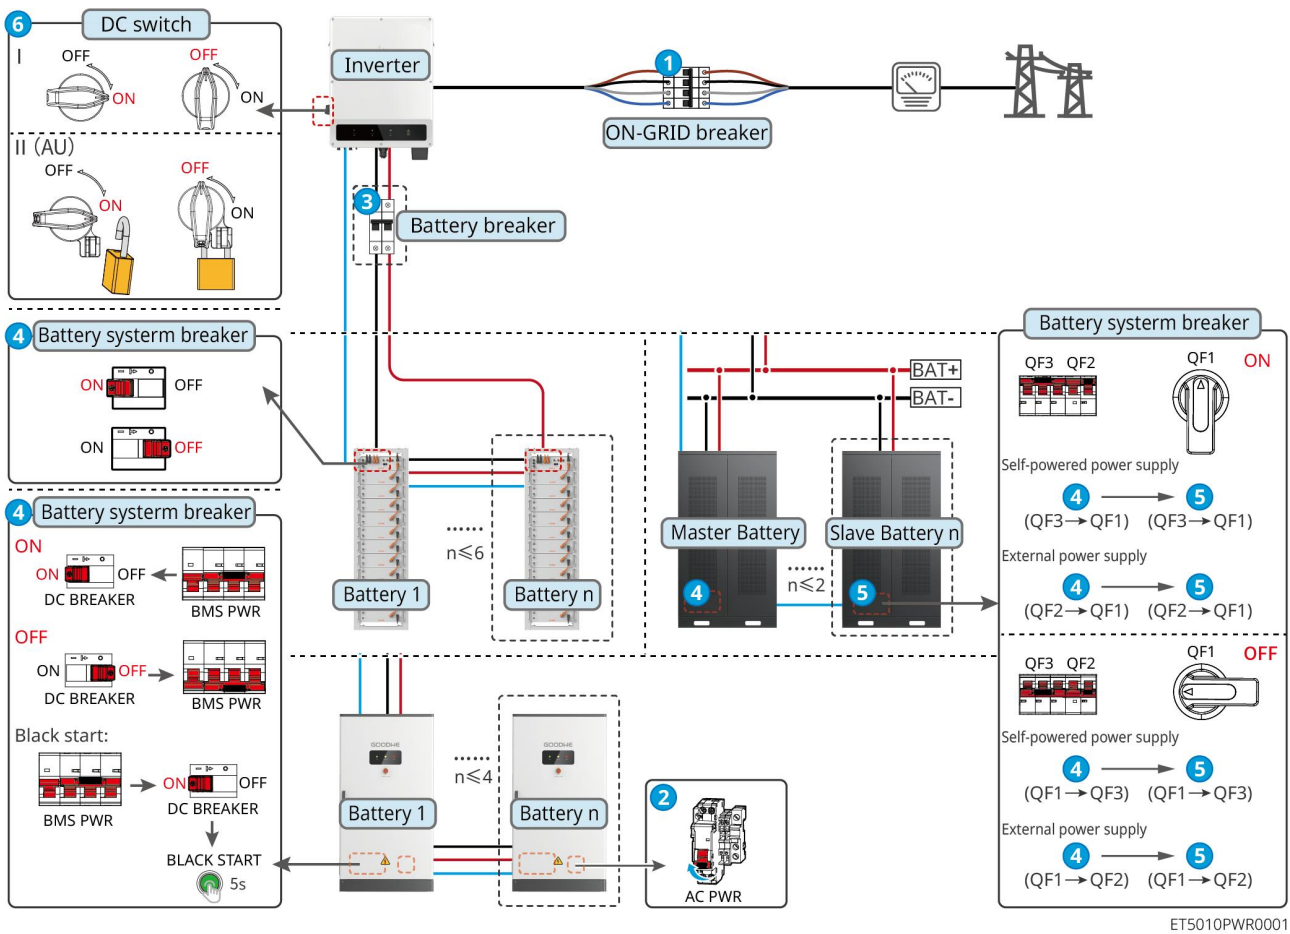 6
DC switch
I
OFF
ON
OFF
ON
II (AU)
OFF
ON
OFF
ON
Inverter
1
ON-GRID breaker
3
Battery breaker
4
Battery systerm breaker
ON
OFF
ON
OFF
4
Battery systerm breaker
ON
ON
OFF
DC BREAKER
BMS PWR
OFF
ON
OFF
DC BREAKER
BMS PWR
Black start:
BMS PWR
ON
OFF
DC BREAKER
BLACK START
5s
Battery 1
......
n≤6
Battery n
BAT+
BAT-
Master Battery
4
......
n≤2
Slave Battery n
5
GOODWE
Battery 1
......
n≤4
GOODWE
Battery n
2
AC PWR
Battery systerm breaker
QF3 QF2
QF1
ON
Self-powered power supply
4 5
(QF3→QF1) (QF3→QF1)
External power supply
4 5
(QF2→QF1) (QF2→QF1)
QF3 QF2
QF1
OFF
Self-powered power supply
4 5
(QF1→QF3) (QF1→QF3)
External power supply
4 5
(QF1→QF2) (QF1→QF2)
ET5010PWR0001